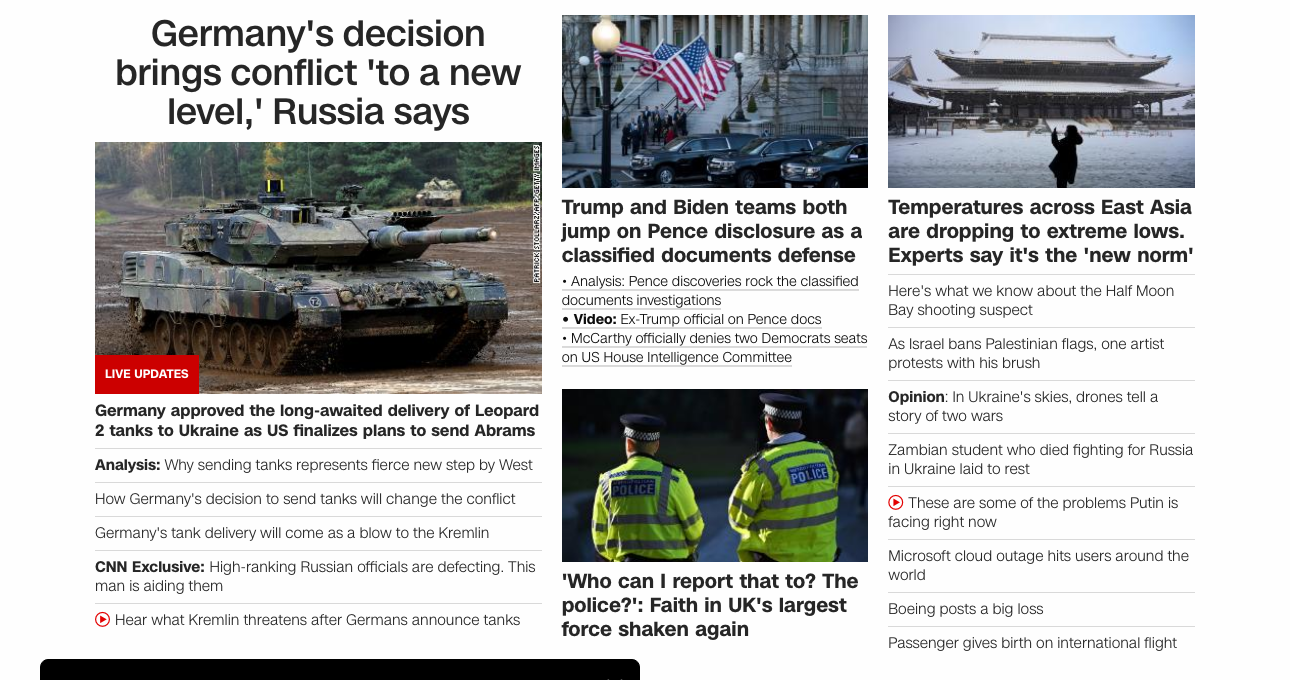 Germany's decision
brings conflict 'to a new
level,' Russia says
PATRICK STOLLARZ/AFP/GETTY IMAGES
LIVE UPDATES
Germany approved the long-awaited delivery of Leopard
2 tanks to Ukraine as US finalizes plans to send Abrams
Analysis: Why sending tanks represents fierce new step by West
How Germany's decision to send tanks will change the conflict
Germany's tank delivery will come as a blow to the Kremlin
CNN Exclusive: High-ranking Russian officials are defecting. This
man is aiding them
Hear what Kremlin threatens after Germans announce tanks
Trump and Biden teams both
jump on Pence disclosure as a
classified documents defense
• Analysis: Pence discoveries rock the classified
documents investigations
• Video: Ex-Trump official on Pence docs
• McCarthy officially denies two Democrats seats
on US House Intelligence Committee
POLICE
METROPOLITAN
POLICE
'Who can I report that to? The
police?': Faith in UK's largest
force shaken again
Temperatures across East Asia
are dropping to extreme lows.
Experts say it's the 'new norm'
Here's what we know about the Half Moon
Bay shooting suspect
As Israel bans Palestinian flags, one artist
protests with his brush
Opinion: In Ukraine's skies, drones tell a
story of two wars
Zambian student who died fighting for Russia
in Ukraine laid to rest
These are some of the problems Putin is
facing right now
Microsoft cloud outage hits users around the
world
Boeing posts a big loss
Passenger gives birth on international flight